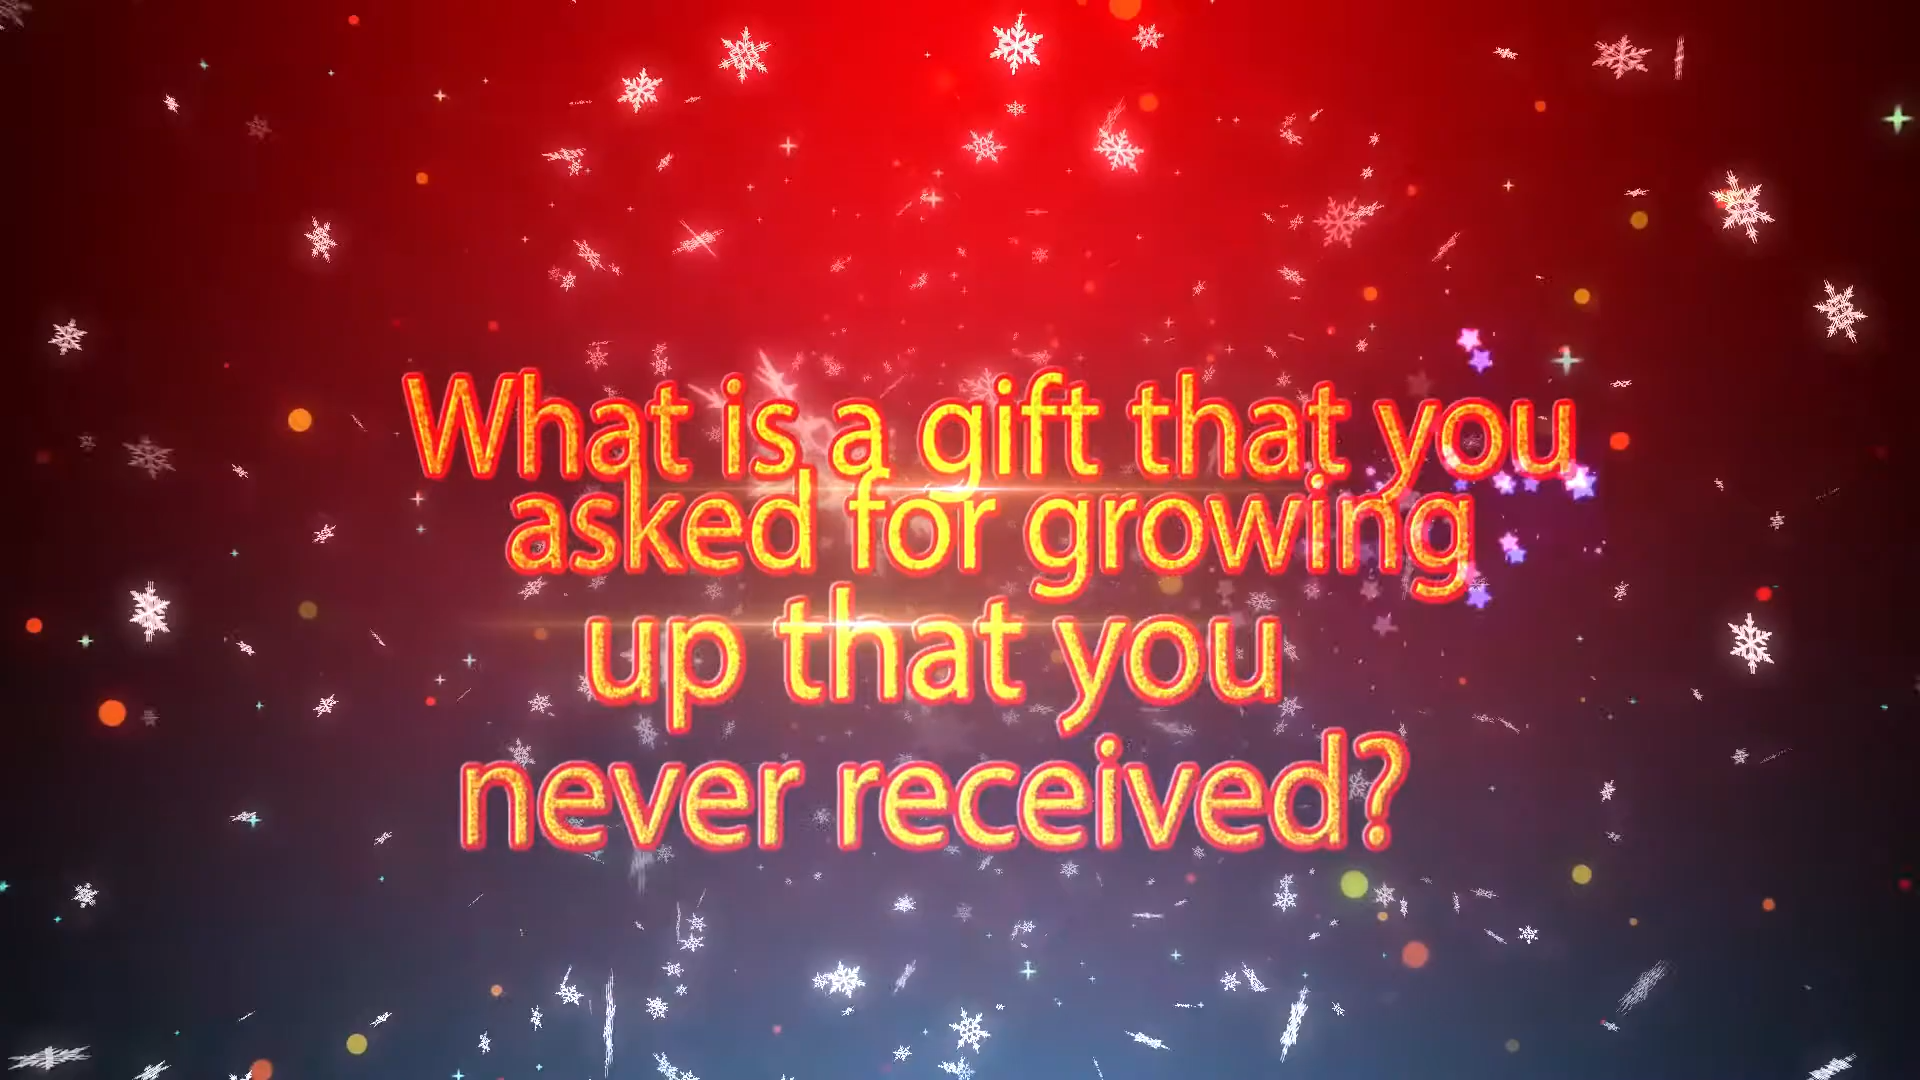 What is a gift that you
asked for growing
up that you
never received?